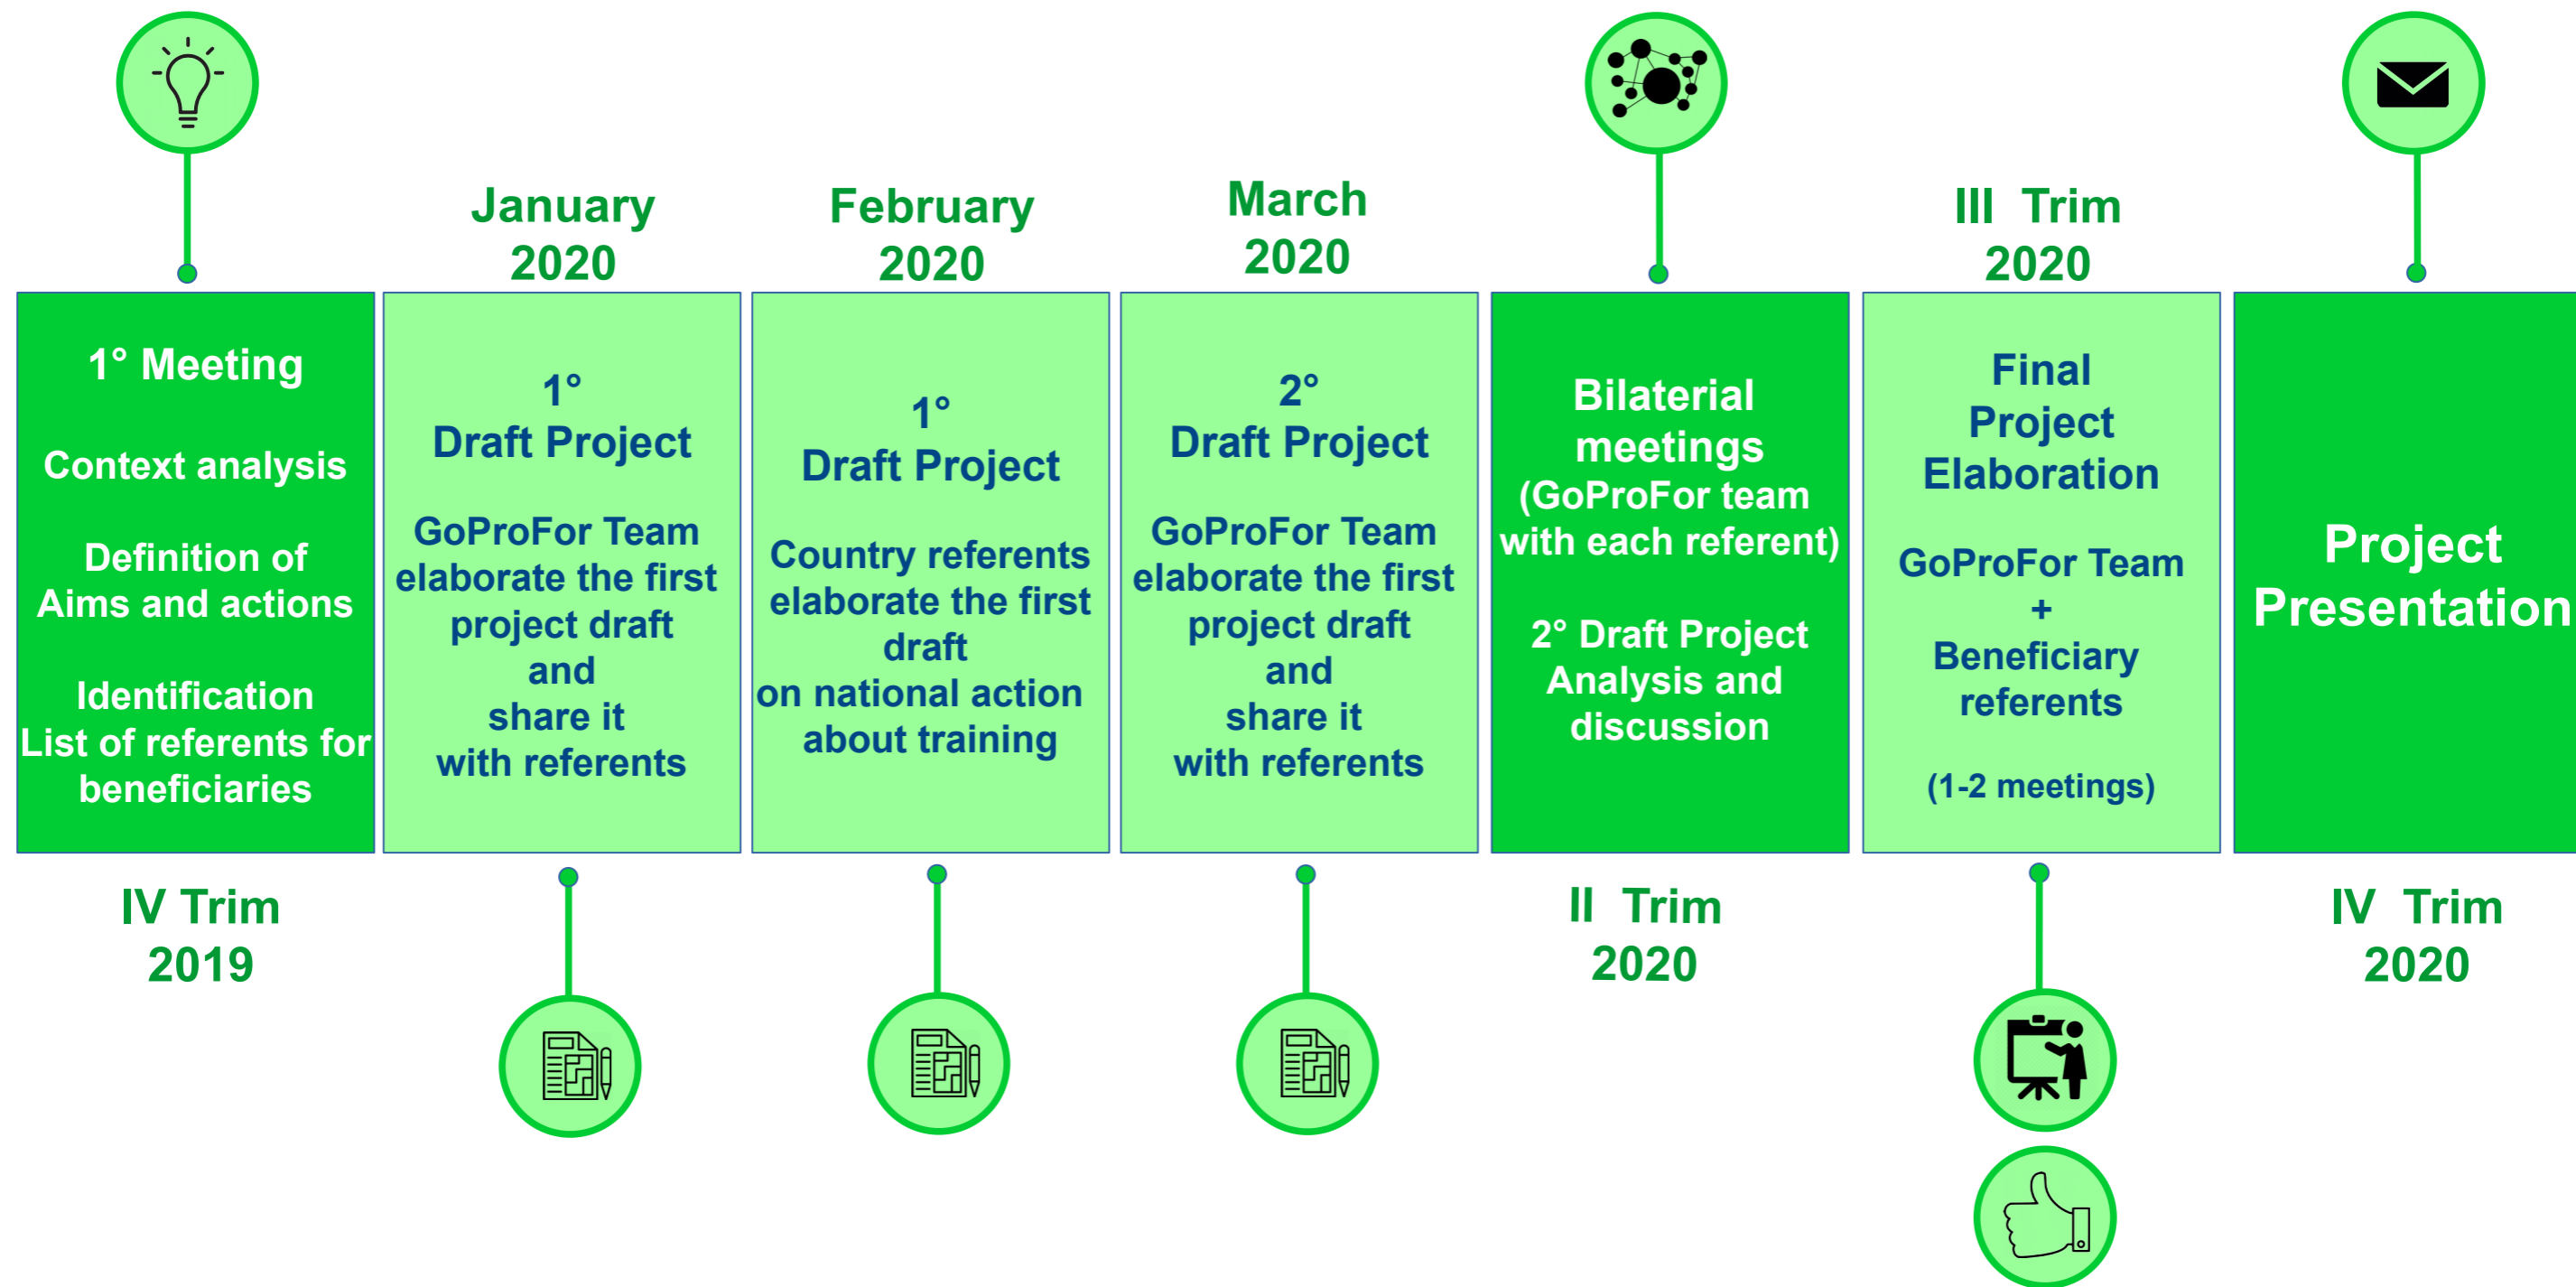 1° Meeting
Context analysis
Definition of
Aims and actions
Identification
List of referents for
beneficiaries
IV Trim
2019
January
2020
1°
Draft Project
GoProFor Team
elaborate the first
project draft
and
share it
with referents
February
2020
1°
Draft Project
Country referents
elaborate the first
draft
on national action
about training
March
2020
2°
Draft Project
GoProFor Team
elaborate the first
project draft
and
share it
with referents
Bilaterial
meetings
(GoProFor team
with each referent)
2° Draft Project
Analysis and
discussion
II Trim
2020
III Trim
2020
Final
Project
Elaboration
GoProFor Team
+
Beneficiary
referents
(1-2 meetings)
Project
Presentation
IV Trim
2020